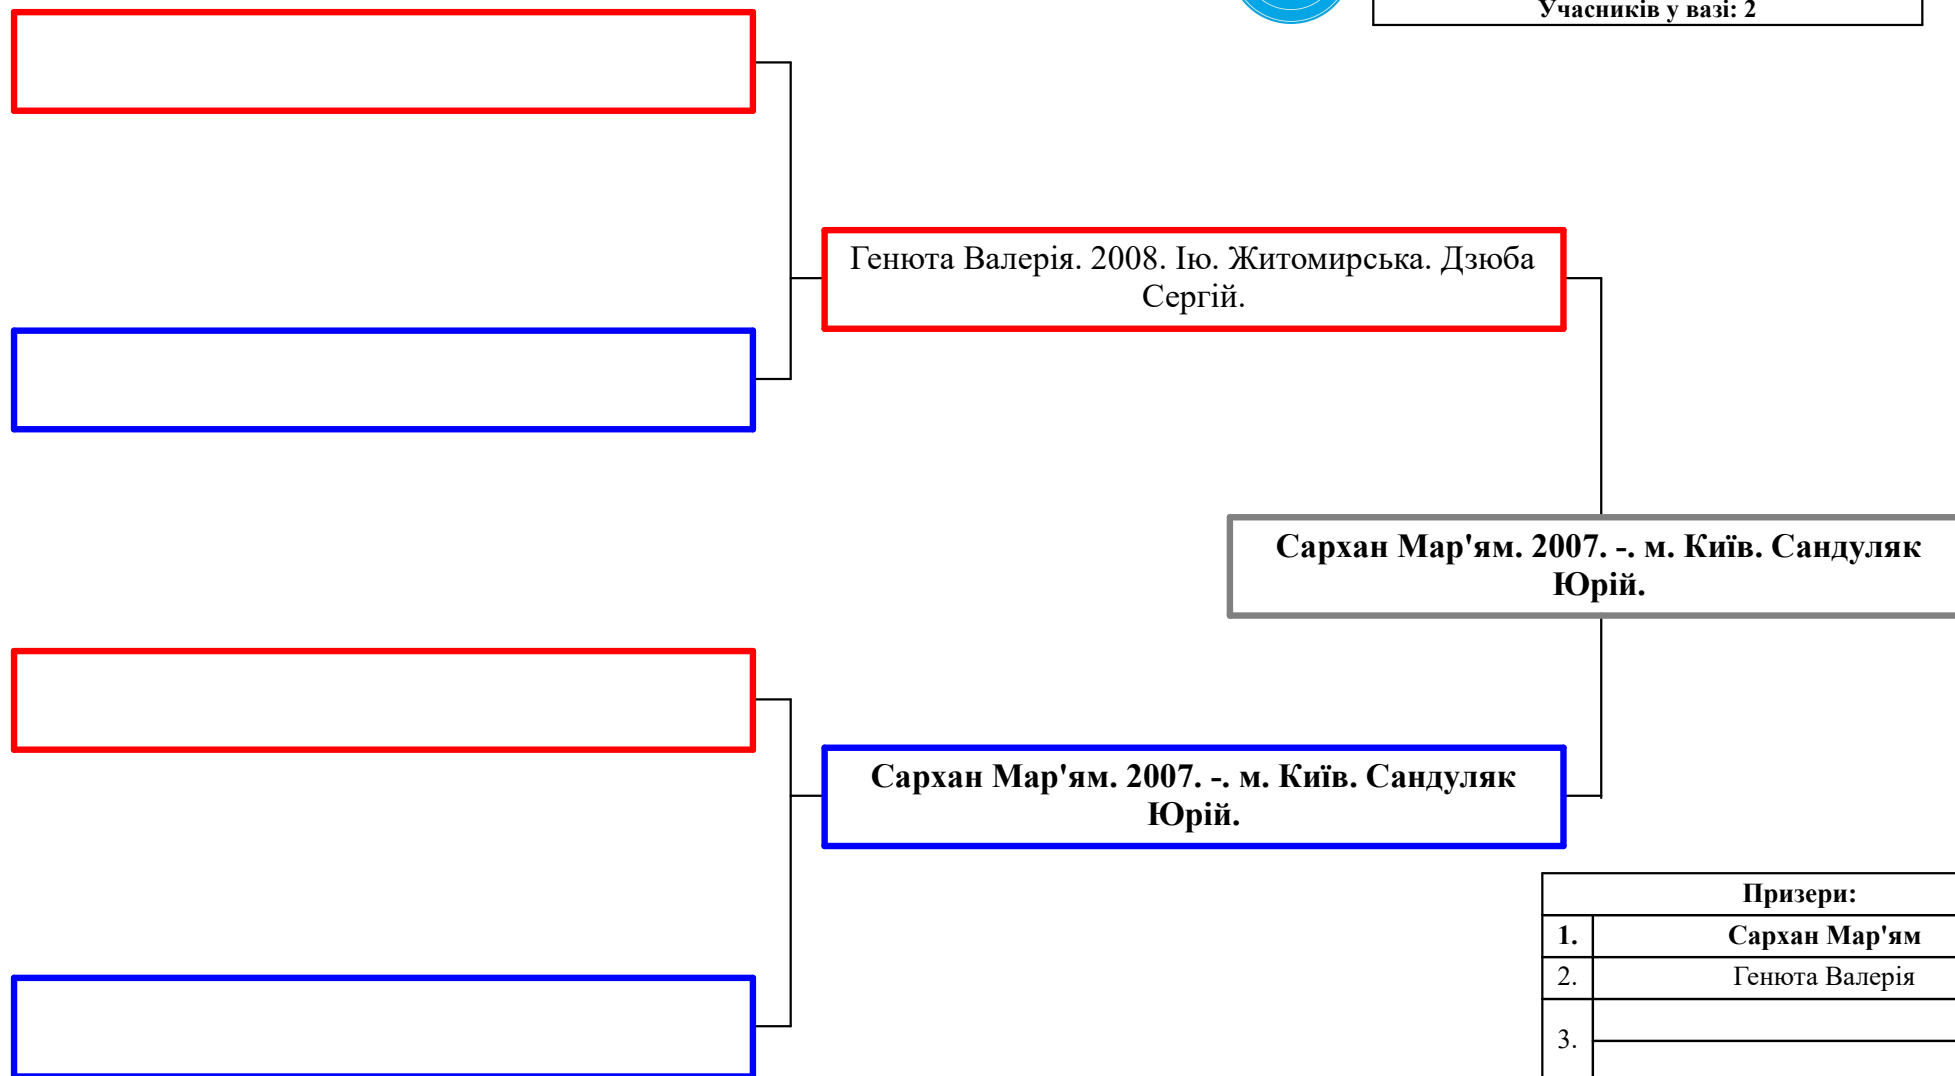 Учасників у вазі: 2
Генюта Валерія. 2008. Ію. Житомирська. Дзюба
Сергій.
Сархан Мар'ям. 2007. -. м. Київ. Сандуляк
Юрій.
Сархан Мар'ям. 2007. -. м. Київ. Сандуляк
Юрій.
Призери:
1. Сархан Мар'ям
2. Генюта Валерія
3.